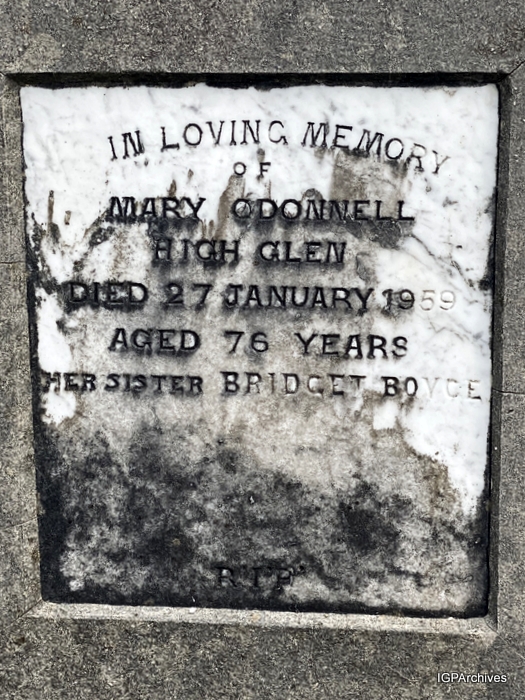 IN LOVING MEMORY
OF
MARY ODONNELL
HIGH GLEN
DIED 27 JANUARY 1959
AGED 76 YEARS
HER SISTER BRIDGET BOYCE
R.I.P.
IGPArchives